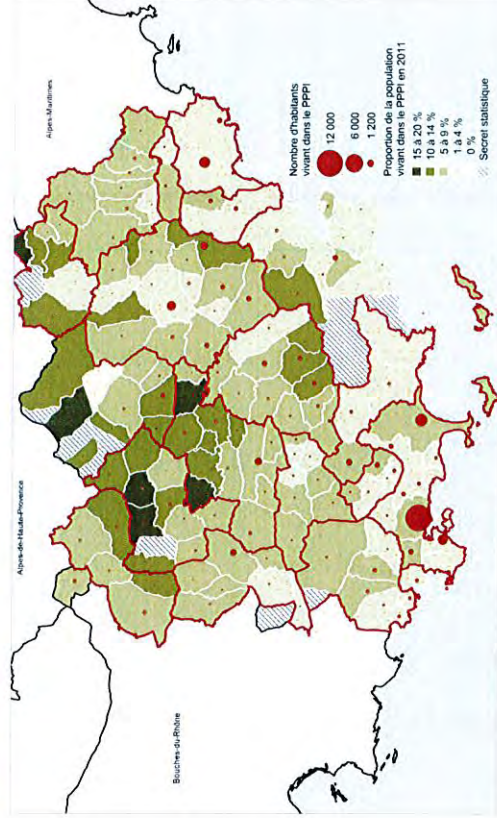 Alpes-Maritimes
Alpes-de-Haute-Provence
Bouches-du-Rhône
Nombre d'habitants
vivant dans le PPPI
12 000
6 000
1 200
Proportion de la population
vivant dans le PPPI en 2011
15 à 20 %
10 à 14 %
5 à 9 %
1 à 4 %
0 %
Secret statistique